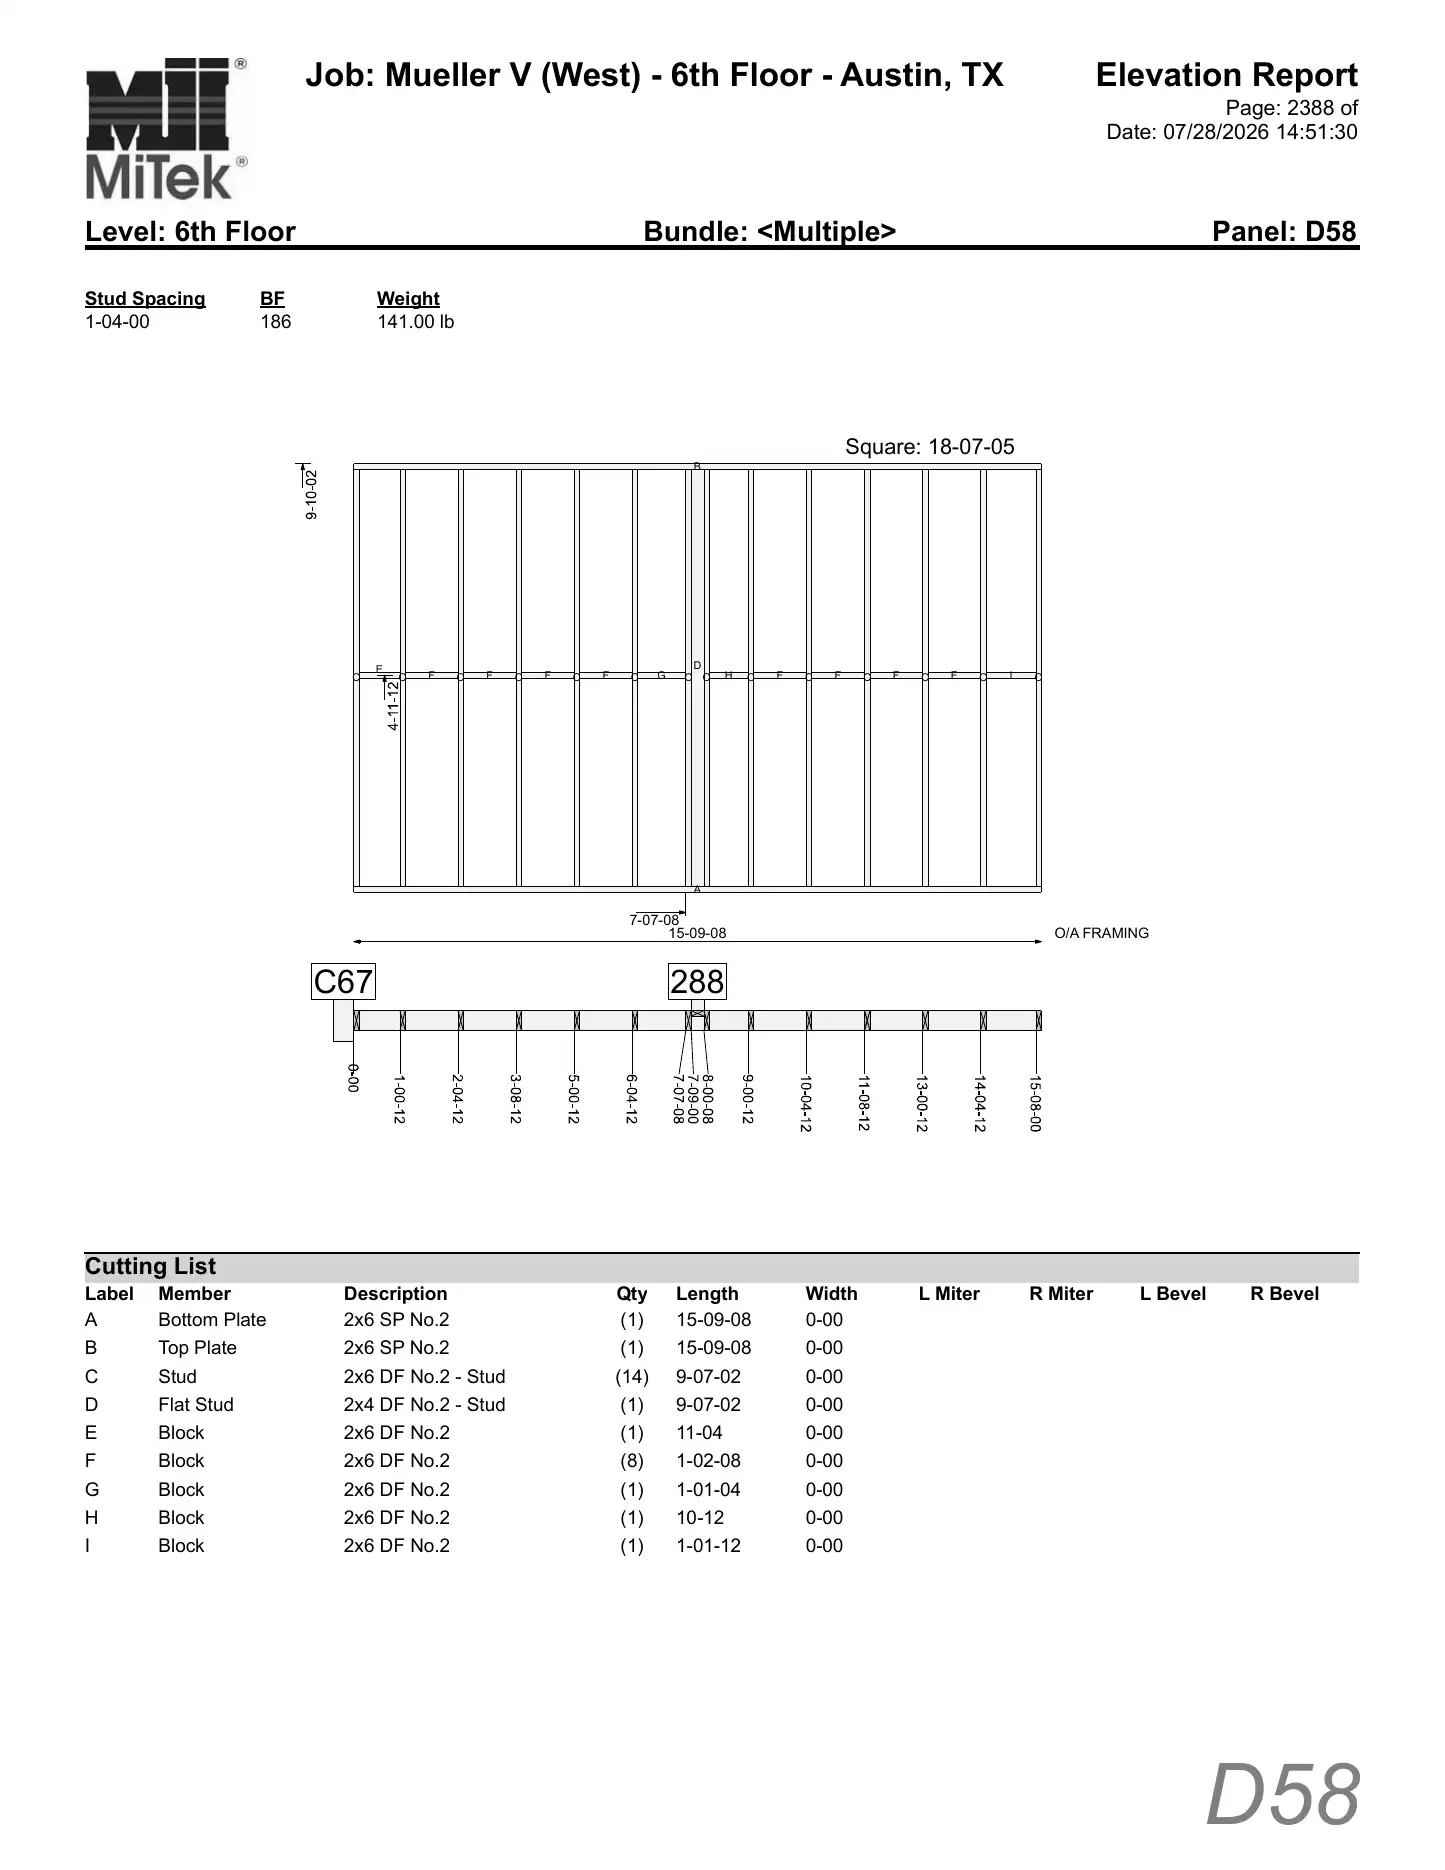 Job: Mueller V (West) - 6th Floor - Austin, TX
Elevation Report
Page: 2388 of
Date: 07/28/2026 14:51:30
MiTek®
Level: 6th Floor Bundle: <Multiple> Panel: D58
Stud Spacing BF Weight
1-04-00 186 141.00 lb
Square: 18-07-05
B
9-10-02
D
F F F F G H F F F F I
4-11-12
A
7-07-08
15-09-08 O/A FRAMING
C67 288
0-00 1-00-12 2-04-12 3-08-12 5-00-12 6-04-12 7-07-08 7-09-00 8-00-08 9-00-12 10-04-12 11-08-12 13-00-12 14-04-12 15-08-00
Cutting List
Label Member Description Qty Length Width L Miter R Miter L Bevel R Bevel
A Bottom Plate 2x6 SP No.2 (1) 15-09-08 0-00
B Top Plate 2x6 SP No.2 (1) 15-09-08 0-00
C Stud 2x6 DF No.2 - Stud (14) 9-07-02 0-00
D Flat Stud 2x4 DF No.2 - Stud (1) 9-07-02 0-00
E Block 2x6 DF No.2 (1) 11-04 0-00
F Block 2x6 DF No.2 (8) 1-02-08 0-00
G Block 2x6 DF No.2 (1) 1-01-04 0-00
H Block 2x6 DF No.2 (1) 10-12 0-00
I Block 2x6 DF No.2 (1) 1-01-12 0-00
D58